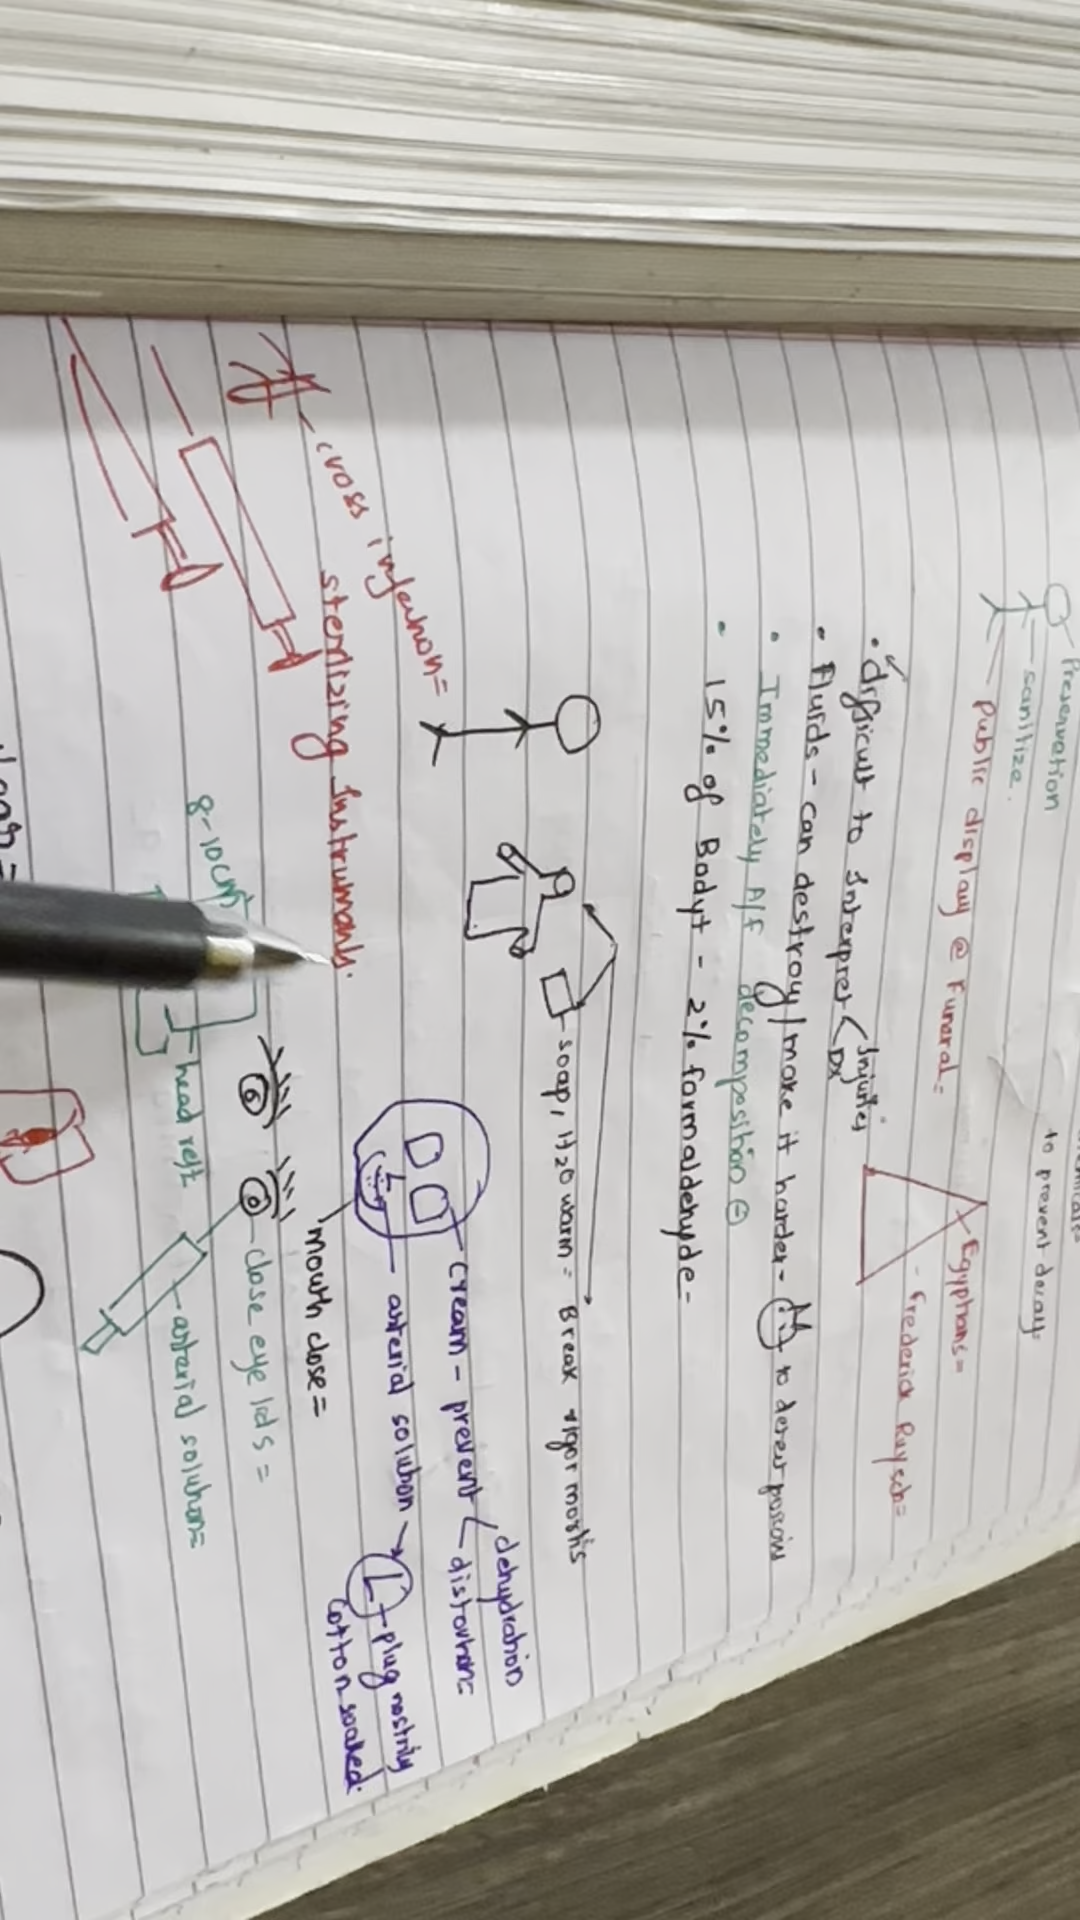 to prevent decay=
Preservation
- sanitize.
- Public display @ Funeral=
- Egyptians=
- Frederick Ruysch=
• difficult to Interpret < Injuries
Dx
• fluids - can destroy/make it harder - to detect poison
• Immediately A/f decomposition ⊖
• 15% of Bodyt - 2% formaldehyde-
soap, H2O warm = Break rigor mortis
cream - prevent < dehydration
distortion=
arterial solution → plug nostrils
cotton soaked.
mouth close=
- cross infection=
sterilizing Instruments.
close eye lids =
8-10cm
head rest
arterial solution=